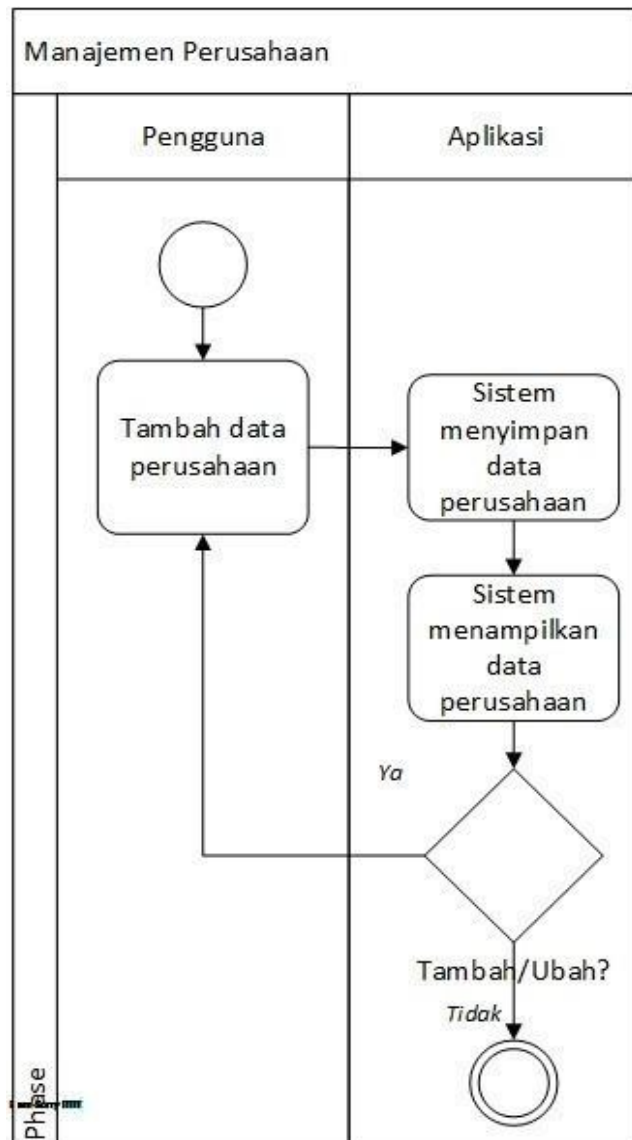 Manajemen Perusahaan
Pengguna
Aplikasi
Tambah data
perusahaan
Sistem
menyimpan
data
perusahaan
Sistem
menampilkan
data
perusahaan
Ya
Tambah/Ubah?
Tidak
Phase